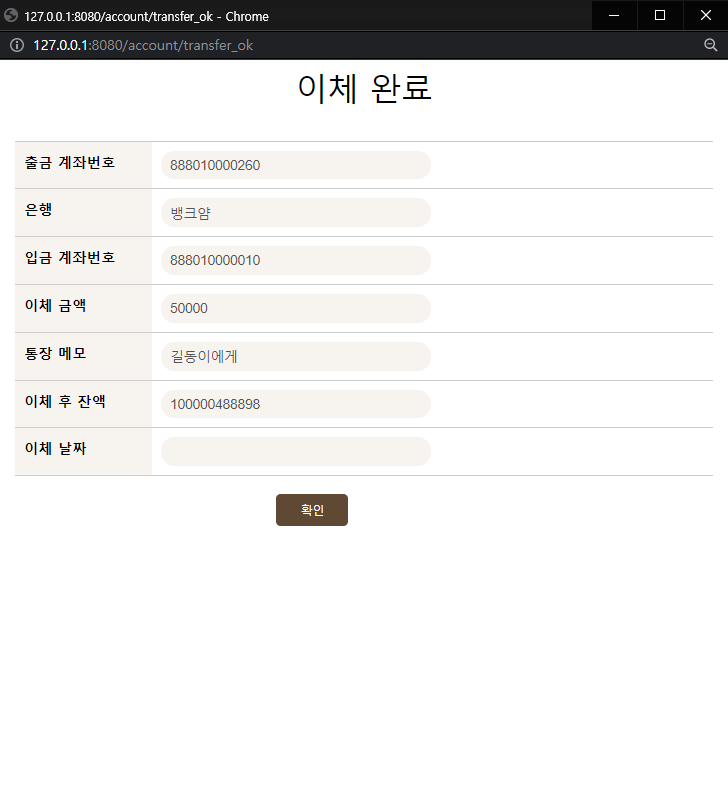 127.0.0.1:8080/account/transfer_ok - Chrome
127.0.0.1:8080/account/transfer_ok
이체 완료
출금 계좌번호 888010000260
은행 뱅크얌
입금 계좌번호 888010000010
이체 금액 50000
통장 메모 길동이에게
이체 후 잔액 100000488898
이체 날짜
확인